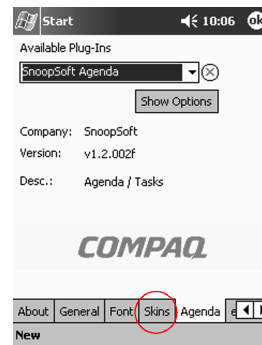 Start 10:06 ok
Available Plug-Ins
SnoopSoft Agenda
Show Options
Company: SnoopSoft
Version: v1.2.002f
Desc.: Agenda / Tasks
COMPAQ
About General Font Skins Agenda e
New